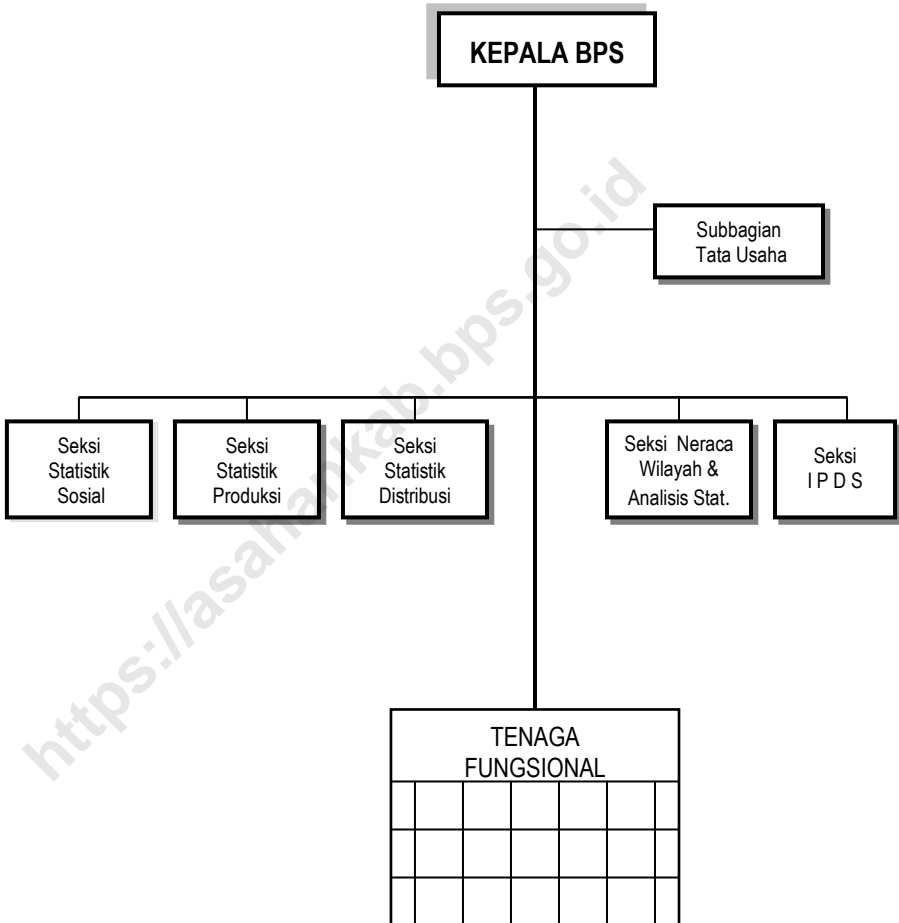 KEPALA BPS
Subbagian
Tata Usaha
Seksi
Statistik
Sosial
Seksi
Statistik
Produksi
Seksi
Statistik
Distribusi
Seksi Neraca
Wilayah &
Analisis Stat.
Seksi
I P D S
TENAGA
FUNGSIONAL
https://asahankab.bps.go.id